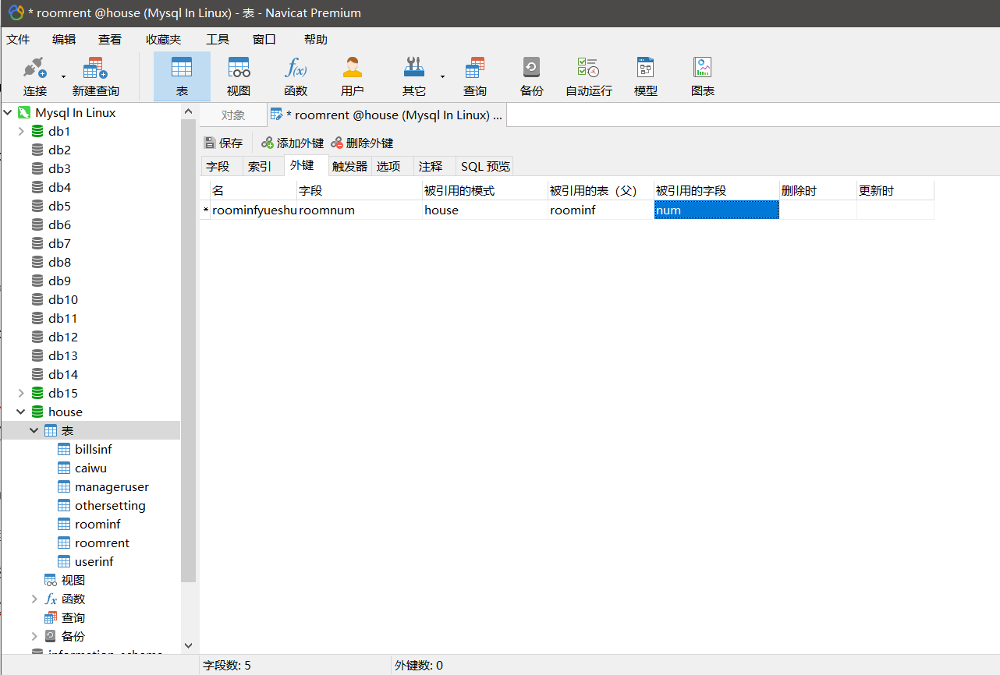 * roomrent @house (Mysql In Linux) - 表 - Navicat Premium
文件 编辑 查看 收藏夹 工具 窗口 帮助
连接 新建查询 表 视图 函数 用户 其它 查询 备份 自动运行 模型 图表
Mysql In Linux
db1
db2
db3
db4
db5
db6
db7
db8
db9
db10
db11
db12
db13
db14
db15
house
表
billsinf
caiwu
manageruser
othersetting
roominf
roomrent
userinf
视图
函数
查询
备份
对象 * roomrent @house (Mysql In Linux) ...
保存 添加外键 删除外键
字段 索引 外键 触发器 选项 注释 SQL 预览
名 字段 被引用的模式 被引用的表（父） 被引用的字段 删除时 更新时
* roominfyueshu roomnum house roominf num
字段数: 5 外键数: 0